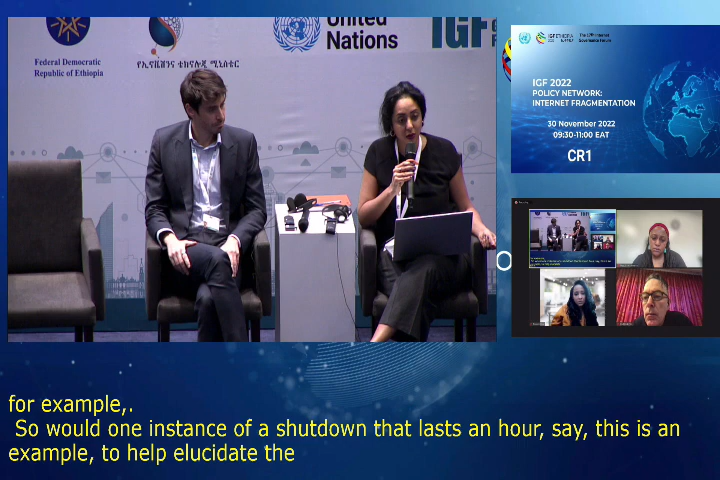 Federal Democratic
Republic of Ethiopia
የኢኖቬሽንና ቴክኖሎጂ ሚኒስቴር
United
Nations
IGF
IGF 2022
POLICY NETWORK:
INTERNET FRAGMENTATION
30 November 2022
09:30-11:00 EAT
CR1
for example,.
So would one instance of a shutdown that lasts an hour, say, this is an
example, to help elucidate the